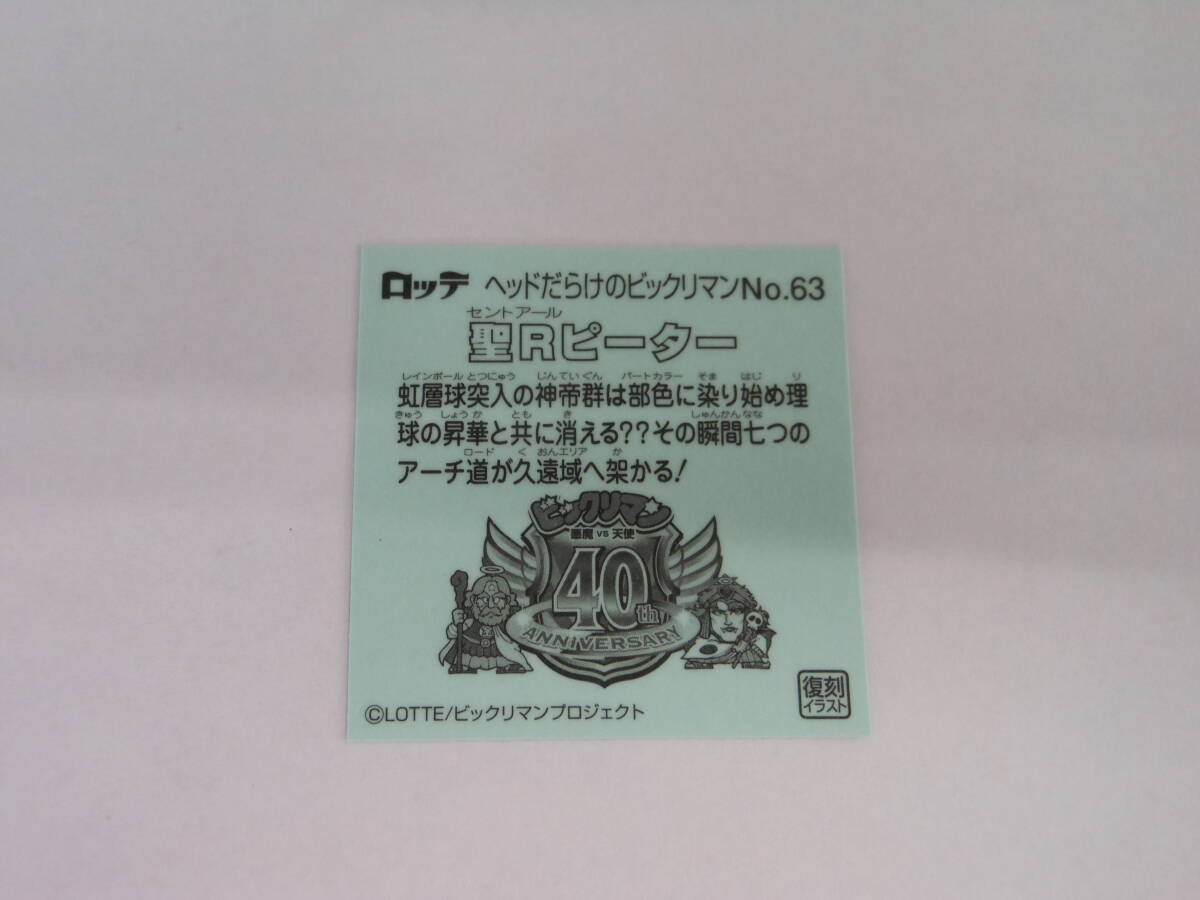 ロッテ ヘッドだらけのビックリマンNo.63
セントアール
聖Rピーター
レインボール とつにゅう じんていぐん パートカラー そま はじ り
虹層球突入の神帝群は部色に染り始め理
きゅう しょうか とも き しゅんかんなな
球の昇華と共に消える??その瞬間七つの
ロード く おんエリア か
アーチ道が久遠域へ架かる!
ビックリマン
悪魔 VS 天使
40th
ANNIVERSARY
復刻
イラスト
©LOTTE/ビックリマンプロジェクト